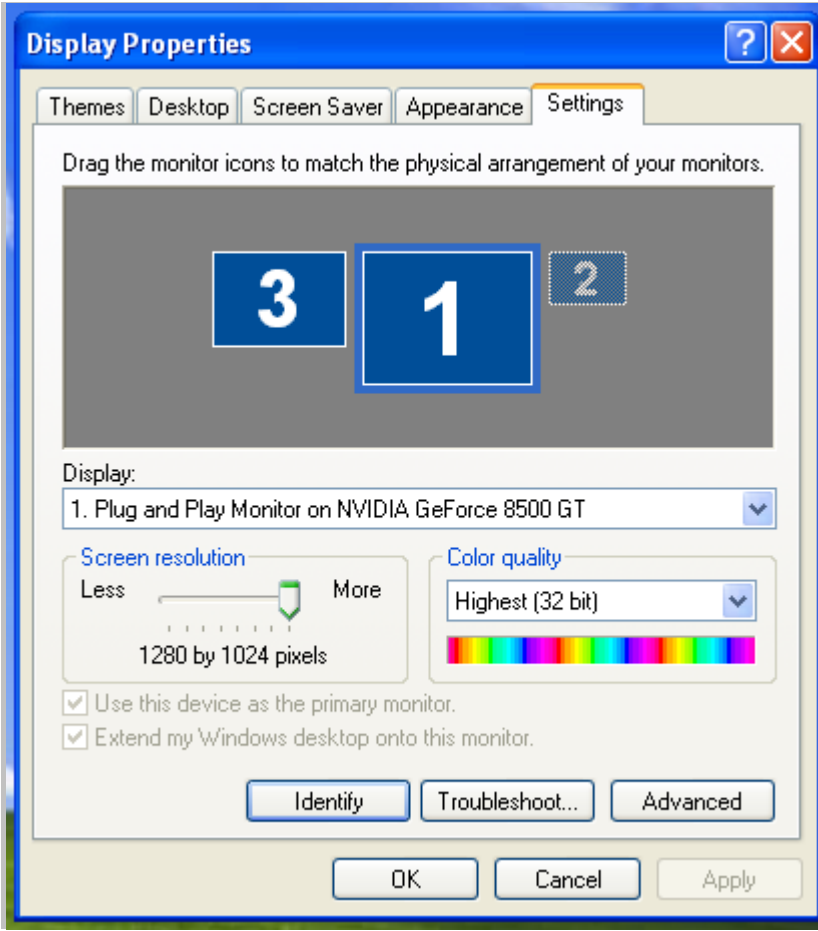 Display Properties
Themes Desktop Screen Saver Appearance Settings
Drag the monitor icons to match the physical arrangement of your monitors.
3 1 2
Display:
1. Plug and Play Monitor on NVIDIA GeForce 8500 GT
Screen resolution
Less More
1280 by 1024 pixels
Color quality
Highest (32 bit)
Use this device as the primary monitor.
Extend my Windows desktop onto this monitor.
Identify Troubleshoot... Advanced
OK Cancel Apply